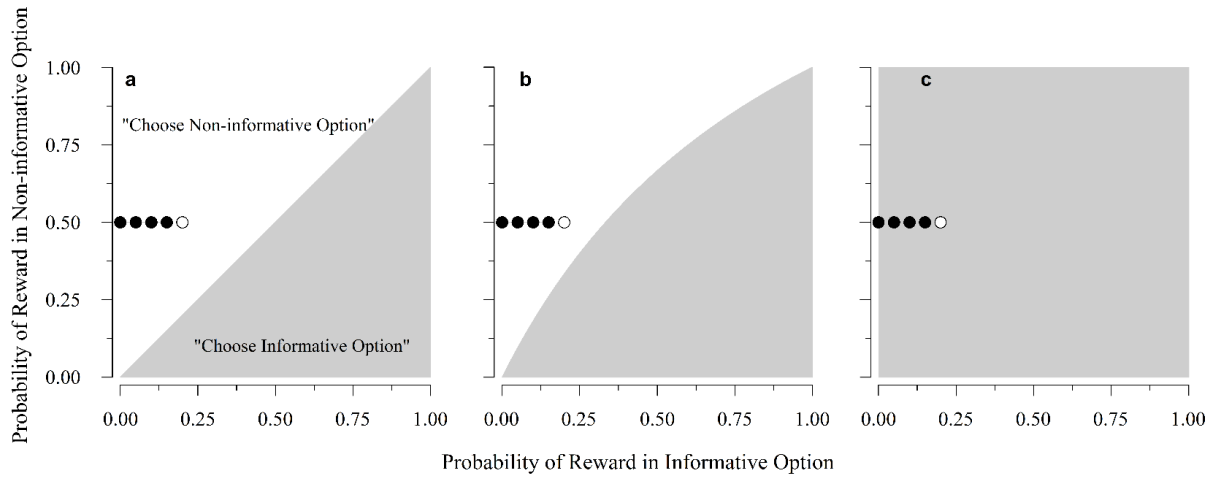 Probability of Reward in Non-informative Option
a
b
c
"Choose Non-informative Option"
"Choose Informative Option"
1.00
0.75
0.50
0.25
0.00
0.00 0.25 0.50 0.75 1.00
0.00 0.25 0.50 0.75 1.00
0.00 0.25 0.50 0.75 1.00
Probability of Reward in Informative Option